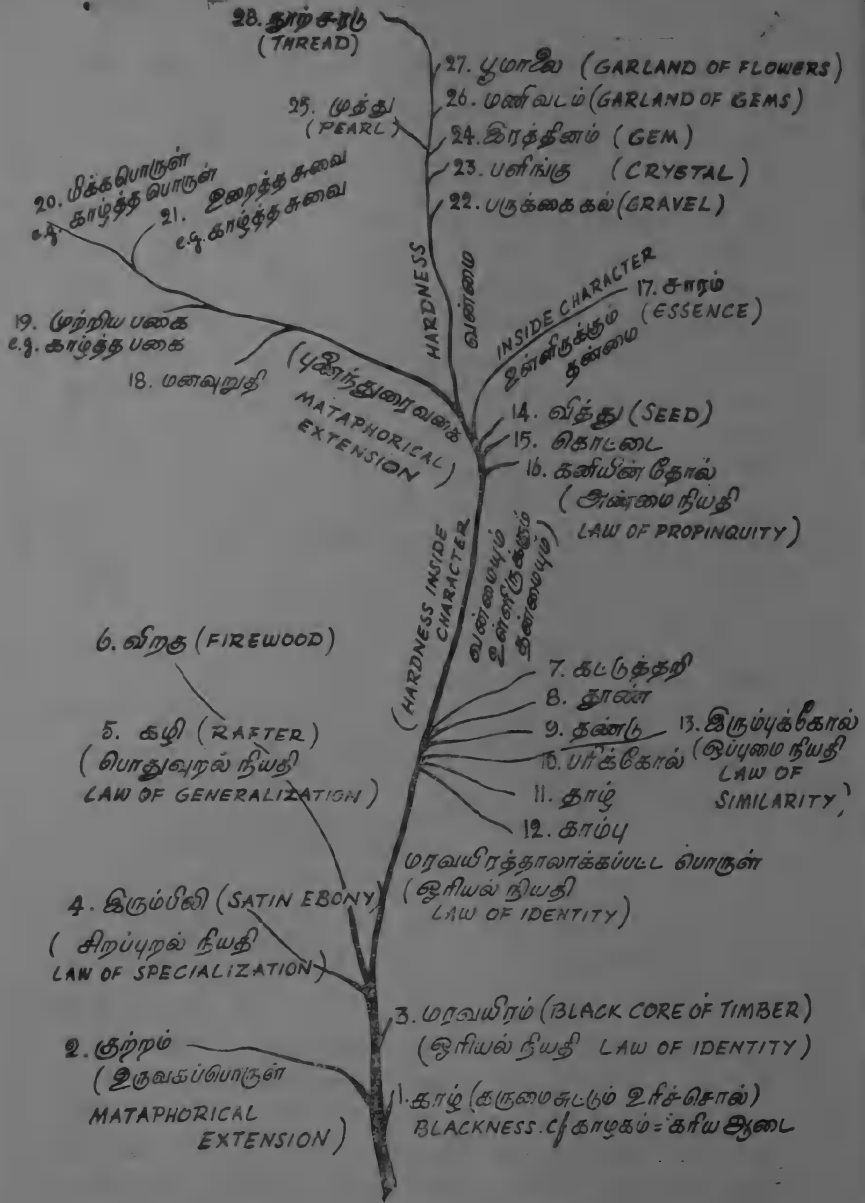 28. நூற் சரடு
(THREAD)
27. பூமாலை (GARLAND OF FLOWERS)
26. மணிவடம் (GARLAND OF GEMS)
25. முத்து
(PEARL)
24. இரத்தினம் (GEM)
23. பளிங்கு (CRYSTAL)
22. பருக்கை கல் (GRAVEL)
20. மிக்கபொருள்
e.g. காழ்த்த பொருள்
21. உறைத்த சுவை
e.g. காழ்த்த சுவை
19. முற்றிய பகை
e.g. காழ்த்த பகை
18. மனவுறுதி
(புனைந்துரை வகை
MATAPHORICAL
EXTENSION)
HARDNESS
வன்மை
INSIDE CHARACTER
உள்ளிருக்கும்
தன்மை
17. சாரம்
(ESSENCE)
14. வித்து (SEED)
15. கொட்டை
16. கனியின் தோல்
(அண்மை நியதி
LAW OF PROPINQUITY)
(HARDNESS INSIDE
CHARACTER
வன்மையும்
உள்ளிருக்கும்
தன்மையும்)
6. விறகு (FIREWOOD)
5. கழி (RAFTER)
(பொதுவுறல் நியதி
LAW OF GENERALIZATION)
7. கட்டுத்தறி
8. தூண்
9. தண்டு
10. பரிக்கோல்
11. தாழ்
12. காம்பு
13. இரும்புக்கோல்
(ஒப்புமை நியதி
LAW OF
SIMILARITY)
மரவயிரத்தாலாக்கப்பட்ட பொருள்
(ஒரியல் நியதி
LAW OF IDENTITY)
4. இரும்பிலி (SATIN EBONY)
(சிறப்புறல் நியதி
LAW OF SPECIALIZATION)
3. மரவயிரம் (BLACK CORE OF TIMBER)
(ஒரியல் நியதி LAW OF IDENTITY)
2. குற்றம்
(உருவகப்பொருள்
MATAPHORICAL
EXTENSION)
1. காழ் (கருமை சுட்டும் உரிச்சொல்)
BLACKNESS. Cf காழகம் = கரிய ஆடை